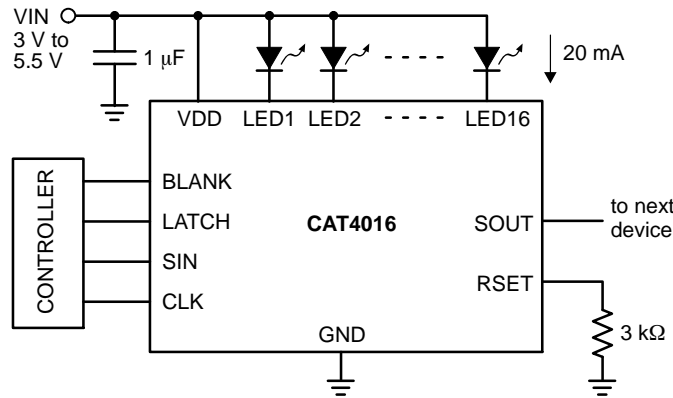 VIN
3 V to
5.5 V
1 μF
20 mA
VDD LED1 LED2 LED16
CONTROLLER
BLANK
LATCH
SIN
CLK
CAT4016
SOUT
RSET
GND
to next
device
3 kΩ